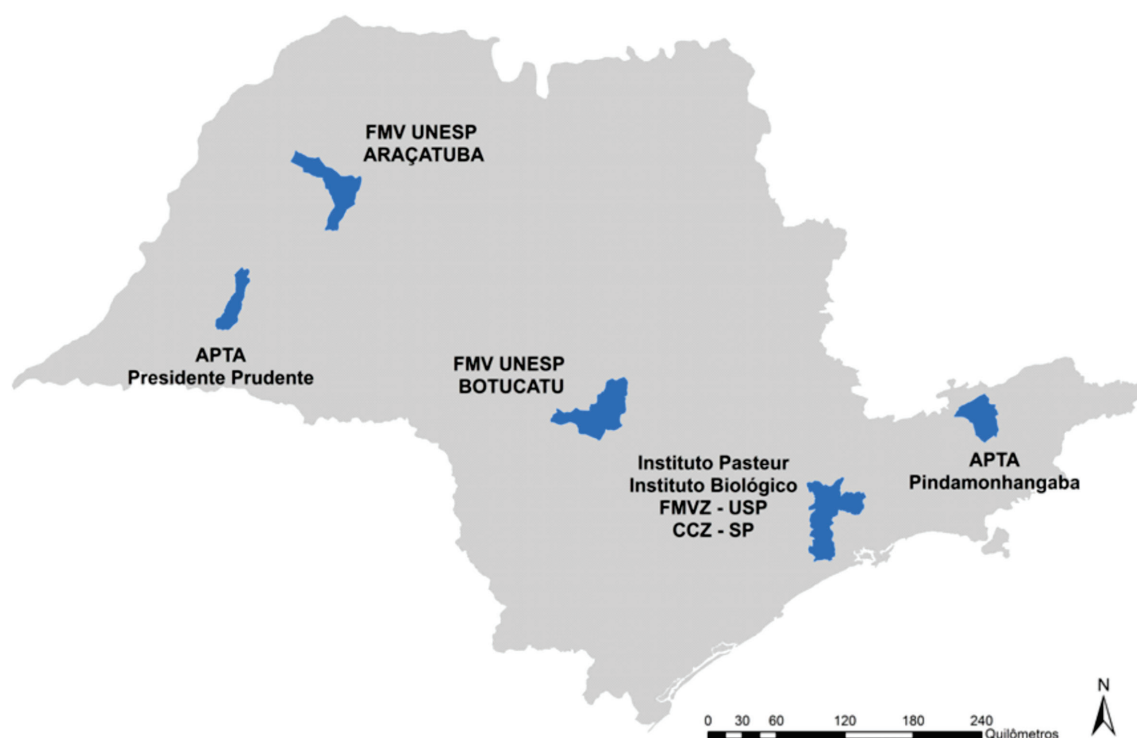 FMV UNESP
ARAÇATUBA
APTA
Presidente Prudente
FMV UNESP
BOTUCATU
Instituto Pasteur
Instituto Biológico
FMVZ - USP
CCZ - SP
APTA
Pindamonhangaba
N
0 30 60 120 180 240
Quilômetros